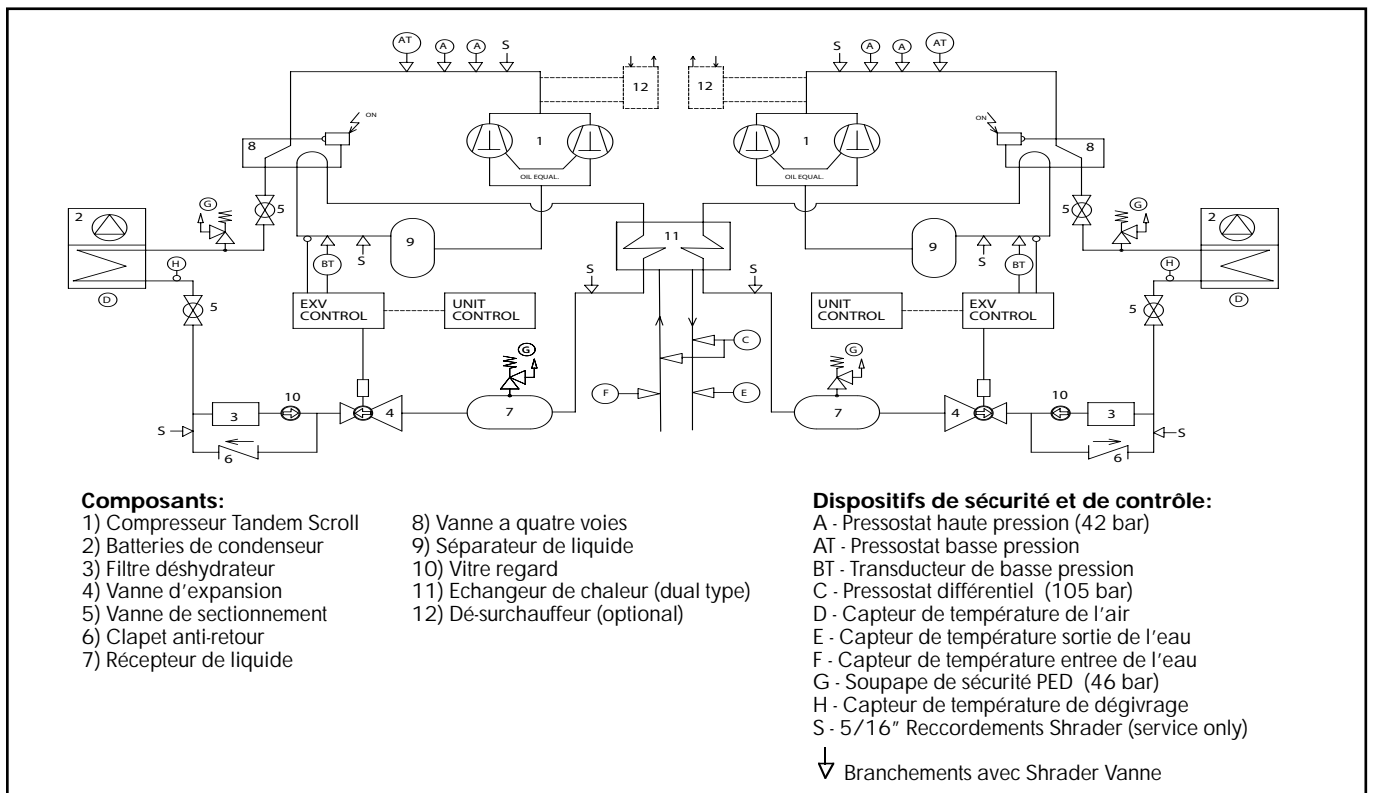 AT A A S S A A AT
12 12
ON ON
8 1 1 8
OIL EQUAL. OIL EQUAL.
G 5 5 G
2 9 11 9 2
H BT S S S S BT H
D D
5 EXV CONTROL UNIT CONTROL UNIT CONTROL EXV CONTROL 5
C
G G
10 F E 10
3 4 7 7 4 3
S S
6 6
Composants:
1) Compresseur Tandem Scroll
2) Batteries de condenseur
3) Filtre déshydrateur
4) Vanne d'expansion
5) Vanne de sectionnement
6) Clapet anti-retour
7) Récepteur de liquide
8) Vanne a quatre voies
9) Séparateur de liquide
10) Vitre regard
11) Echangeur de chaleur (dual type)
12) Dé-surchauffeur (optional)
Dispositifs de sécurité et de contrôle:
A - Pressostat haute pression (42 bar)
AT - Pressostat basse pression
BT - Transducteur de basse pression
C - Pressostat différentiel (105 bar)
D - Capteur de température de l'air
E - Capteur de température sortie de l'eau
F - Capteur de température entree de l'eau
G - Soupape de sécurité PED (46 bar)
H - Capteur de température de dégivrage
S - 5/16" Reccordements Shrader (service only)
Branchements avec Shrader Vanne